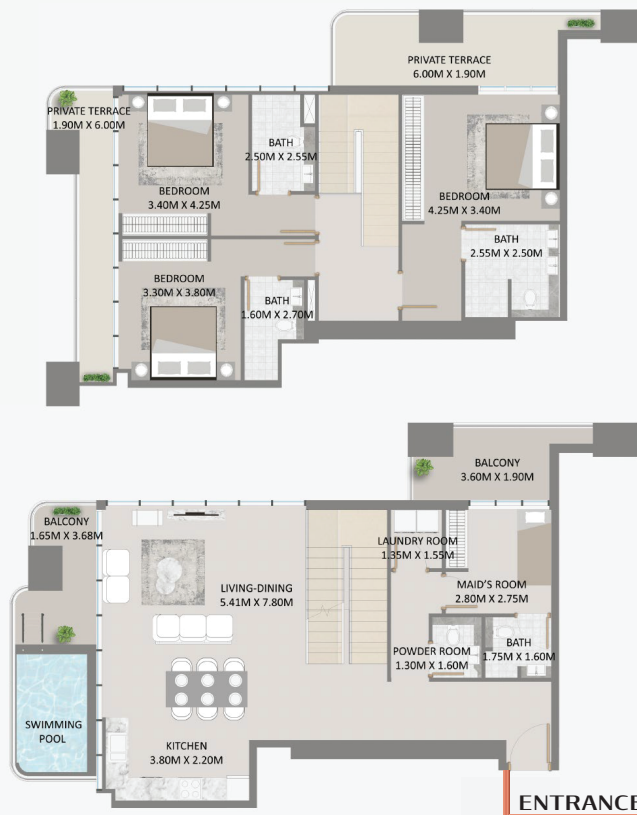 PRIVATE TERRACE
6.00M X 1.90M
PRIVATE TERRACE
1.90M X 6.00M
BATH
2.50M X 2.55M
BEDROOM
3.40M X 4.25M
BEDROOM
4.25M X 3.40M
BATH
2.55M X 2.50M
BEDROOM
3.30M X 3.80M
BATH
1.60M X 2.70M
BALCONY
3.60M X 1.90M
BALCONY
1.65M X 3.68M
LAUNDRY ROOM
1.35M X 1.55M
LIVING-DINING
5.41M X 7.80M
MAID'S ROOM
2.80M X 2.75M
POWDER ROOM
1.30M X 1.60M
BATH
1.75M X 1.60M
SWIMMING
POOL
KITCHEN
3.80M X 2.20M
ENTRANCE